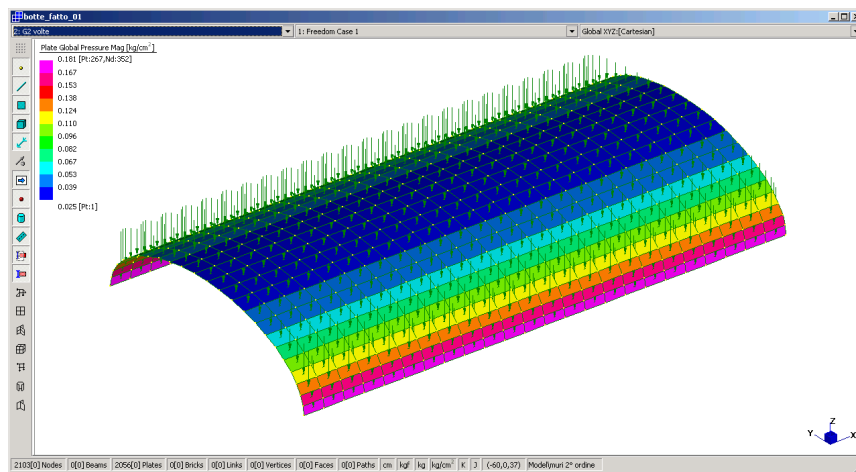 botte_fatto_01
2: G2 volte
1: Freedom Case 1
Global XYZ:[Cartesian]
Plate Global Pressure Mag [kg/cm²]
0.181 [Pt:267,Nd:352]
0.167
0.153
0.138
0.124
0.110
0.096
0.082
0.067
0.053
0.039
0.025 [Pt:1]
Z
Y
X
2103[0] Nodes 0[0] Beams 2056[0] Plates 0[0] Bricks 0[0] Links 0[0] Vertices 0[0] Faces 0[0] Paths cm kgf kg kg/cm² K J (-60,0,37) Model\muri 2° ordine